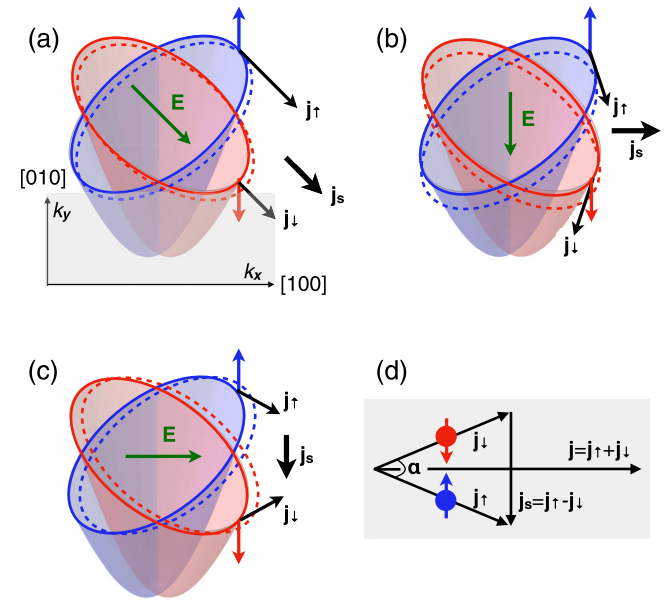 (a)
E
j↑
js
j↓
[010]
ky
kx
[100]
(b)
E
j↑
js
j↓
(c)
E
j↑
js
j↓
(d)
j↓
α
j=j↑+j↓
j↑
js=j↑-j↓